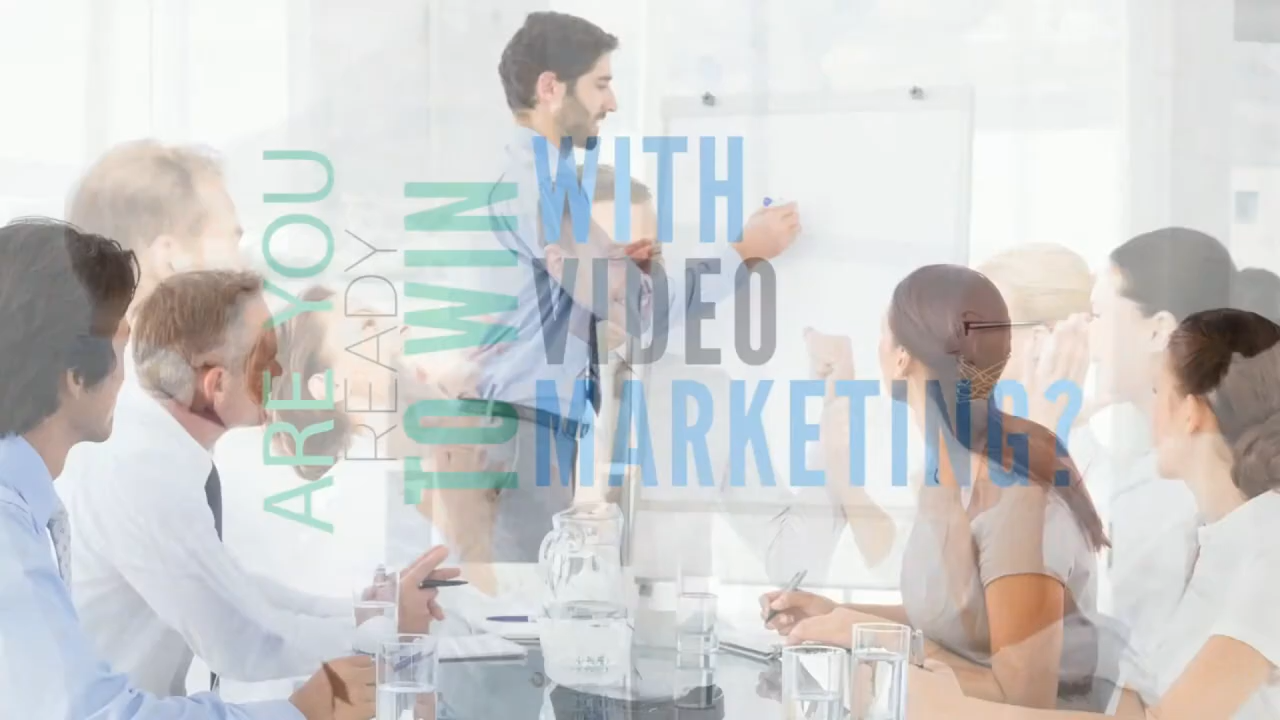 ARE YOU
READY
TO WIN
WITH
VIDEO
MARKETING?